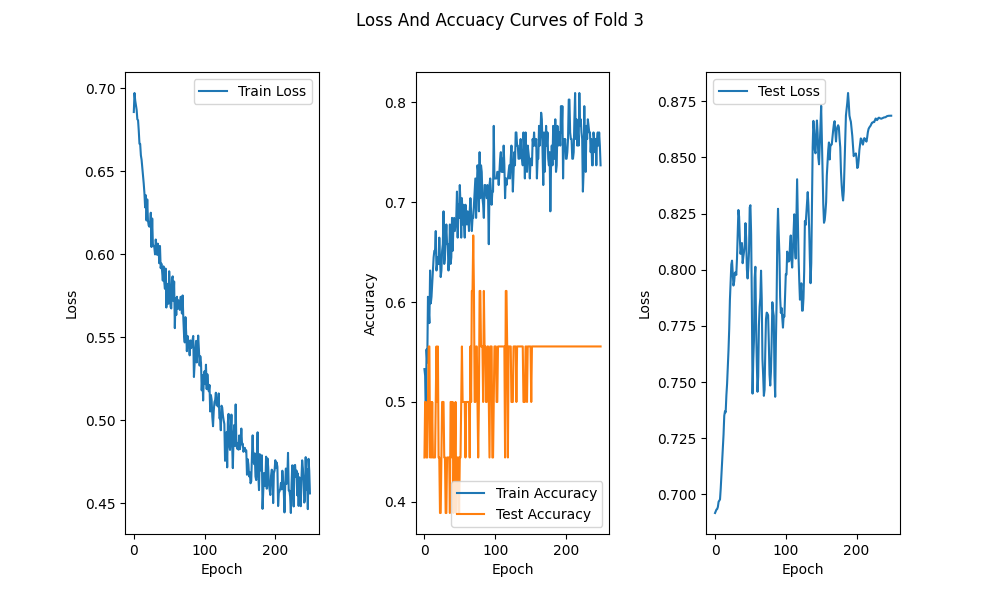 Loss And Accuacy Curves of Fold 3
Train Loss
0.70
0.65
0.60
0.55
0.50
0.45
Loss
0
100
200
Epoch
0.8
0.7
0.6
0.5
0.4
Accuracy
Train Accuracy
Test Accuracy
0
100
200
Epoch
Test Loss
0.875
0.850
0.825
0.800
0.775
0.750
0.725
0.700
Loss
0
100
200
Epoch